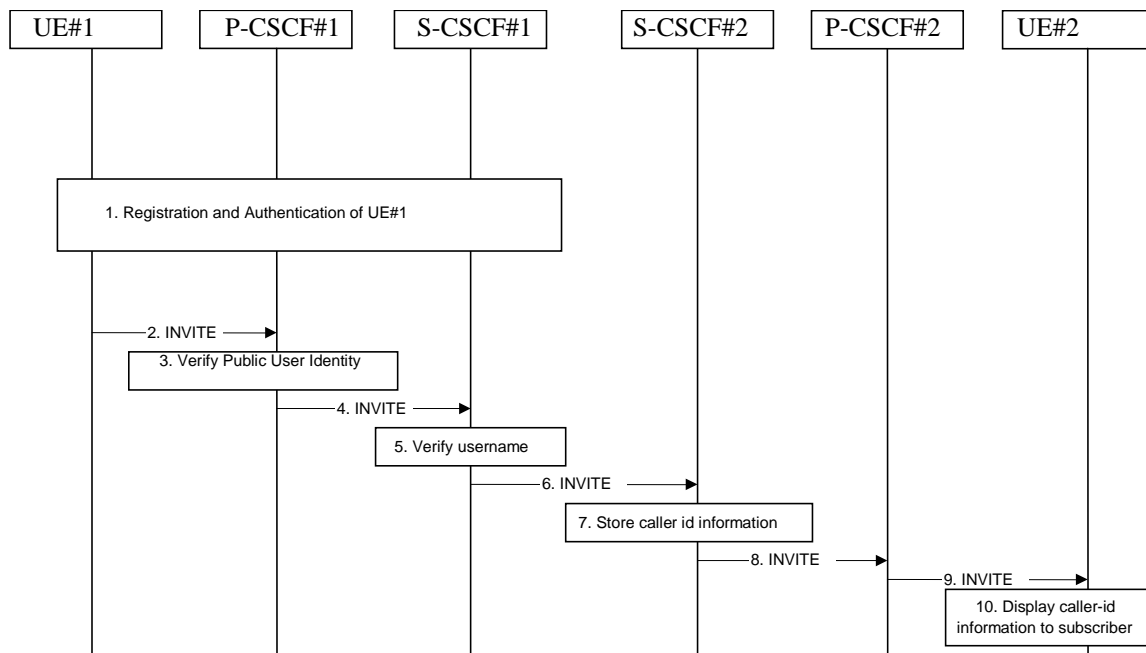 UE#1
P-CSCF#1
S-CSCF#1
S-CSCF#2
P-CSCF#2
UE#2
1. Registration and Authentication of UE#1
2. INVITE
3. Verify Public User Identity
4. INVITE
5. Verify username
6. INVITE
7. Store caller id information
8. INVITE
9. INVITE
10. Display caller-id
information to subscriber